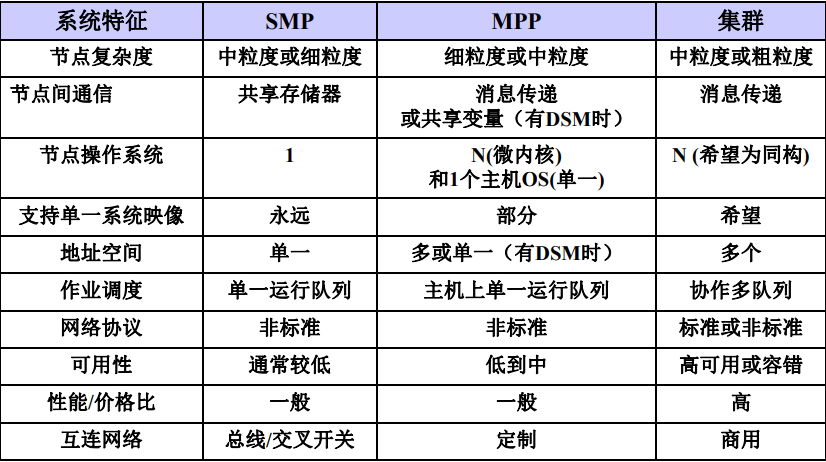 系统特征 SMP MPP 集群
节点复杂度 中粒度或细粒度 细粒度或中粒度 中粒度或粗粒度
节点间通信 共享存储器 消息传递 消息传递
或共享变量（有DSM时）
节点操作系统 1 N(微内核) N (希望为同构)
和1个主机OS(单一)
支持单一系统映像 永远 部分 希望
地址空间 单一 多或单一（有DSM时） 多个
作业调度 单一运行队列 主机上单一运行队列 协作多队列
网络协议 非标准 非标准 标准或非标准
可用性 通常较低 低到中 高可用或容错
性能/价格比 一般 一般 高
互连网络 总线/交叉开关 定制 商用